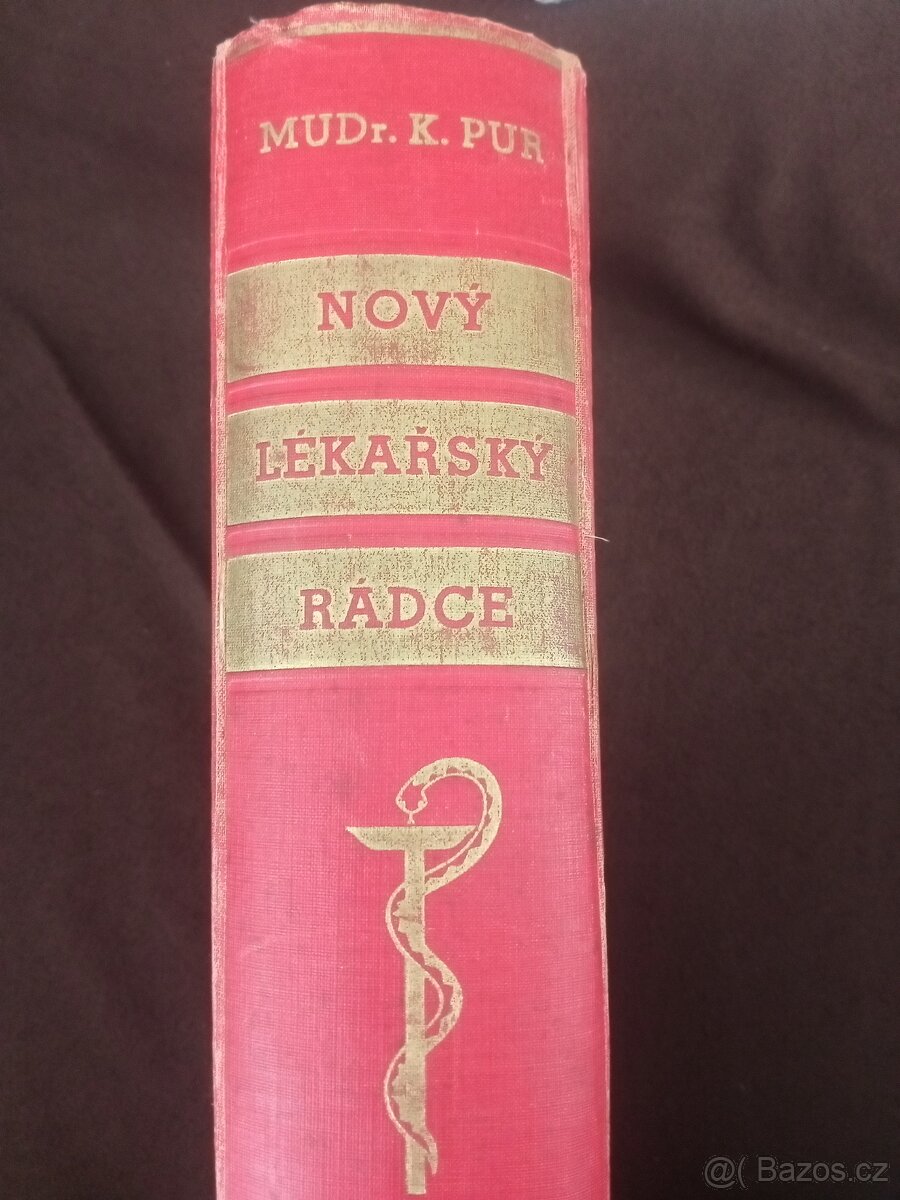 MUDr. K. PUR
NOVÝ
LÉKAŘSKÝ
RÁDCE
@( Bazos.cz